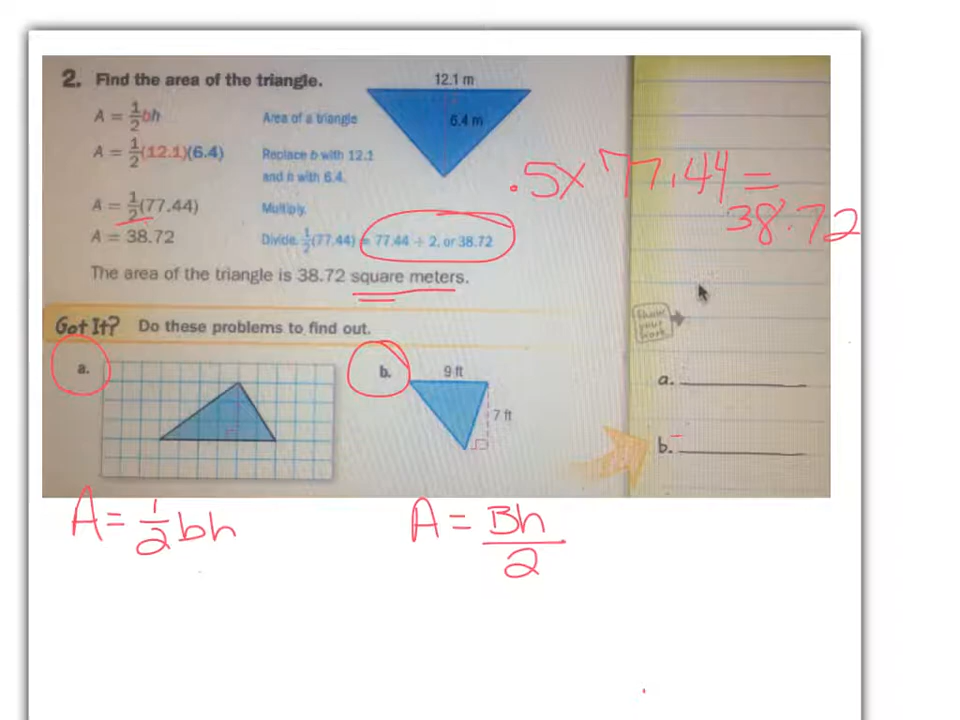 2. Find the area of the triangle.
12.1 m
6.4 m
A = 1/2bh Area of a triangle
A = 1/2(12.1)(6.4) Replace b with 12.1
and h with 6.4.
A = 1/2(77.44) Multiply.
A = 38.72 Divide. 1/2(77.44) = 77.44 ÷ 2, or 38.72
.5x 77.44 =
38.72
The area of the triangle is 38.72 square meters.
Got It? Do these problems to find out.
Show
your
work.
a.
b.
9 ft
7 ft
a.
b.
A = 1/2 bh
A = Bh/2